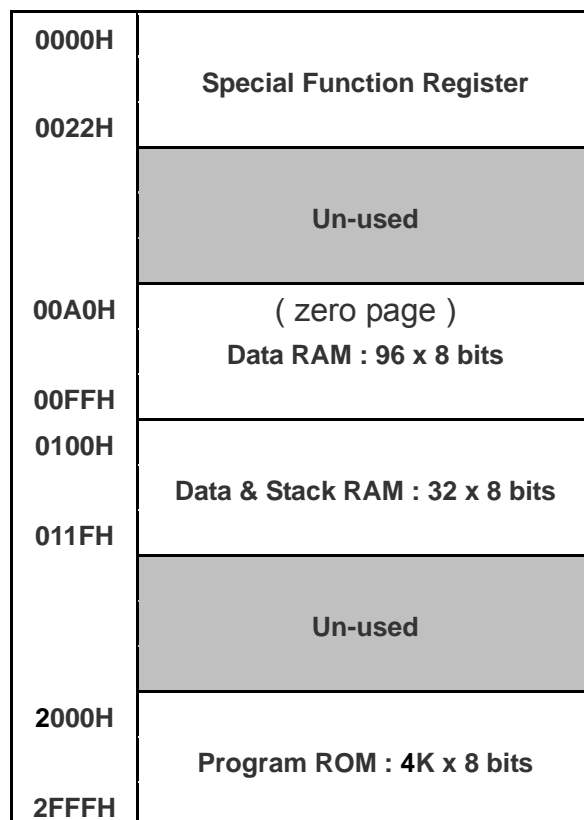 0000H
Special Function Register
0022H
Un-used
00A0H
( zero page )
Data RAM : 96 x 8 bits
00FFH
0100H
Data & Stack RAM : 32 x 8 bits
011FH
Un-used
2000H
Program ROM : 4K x 8 bits
2FFFH